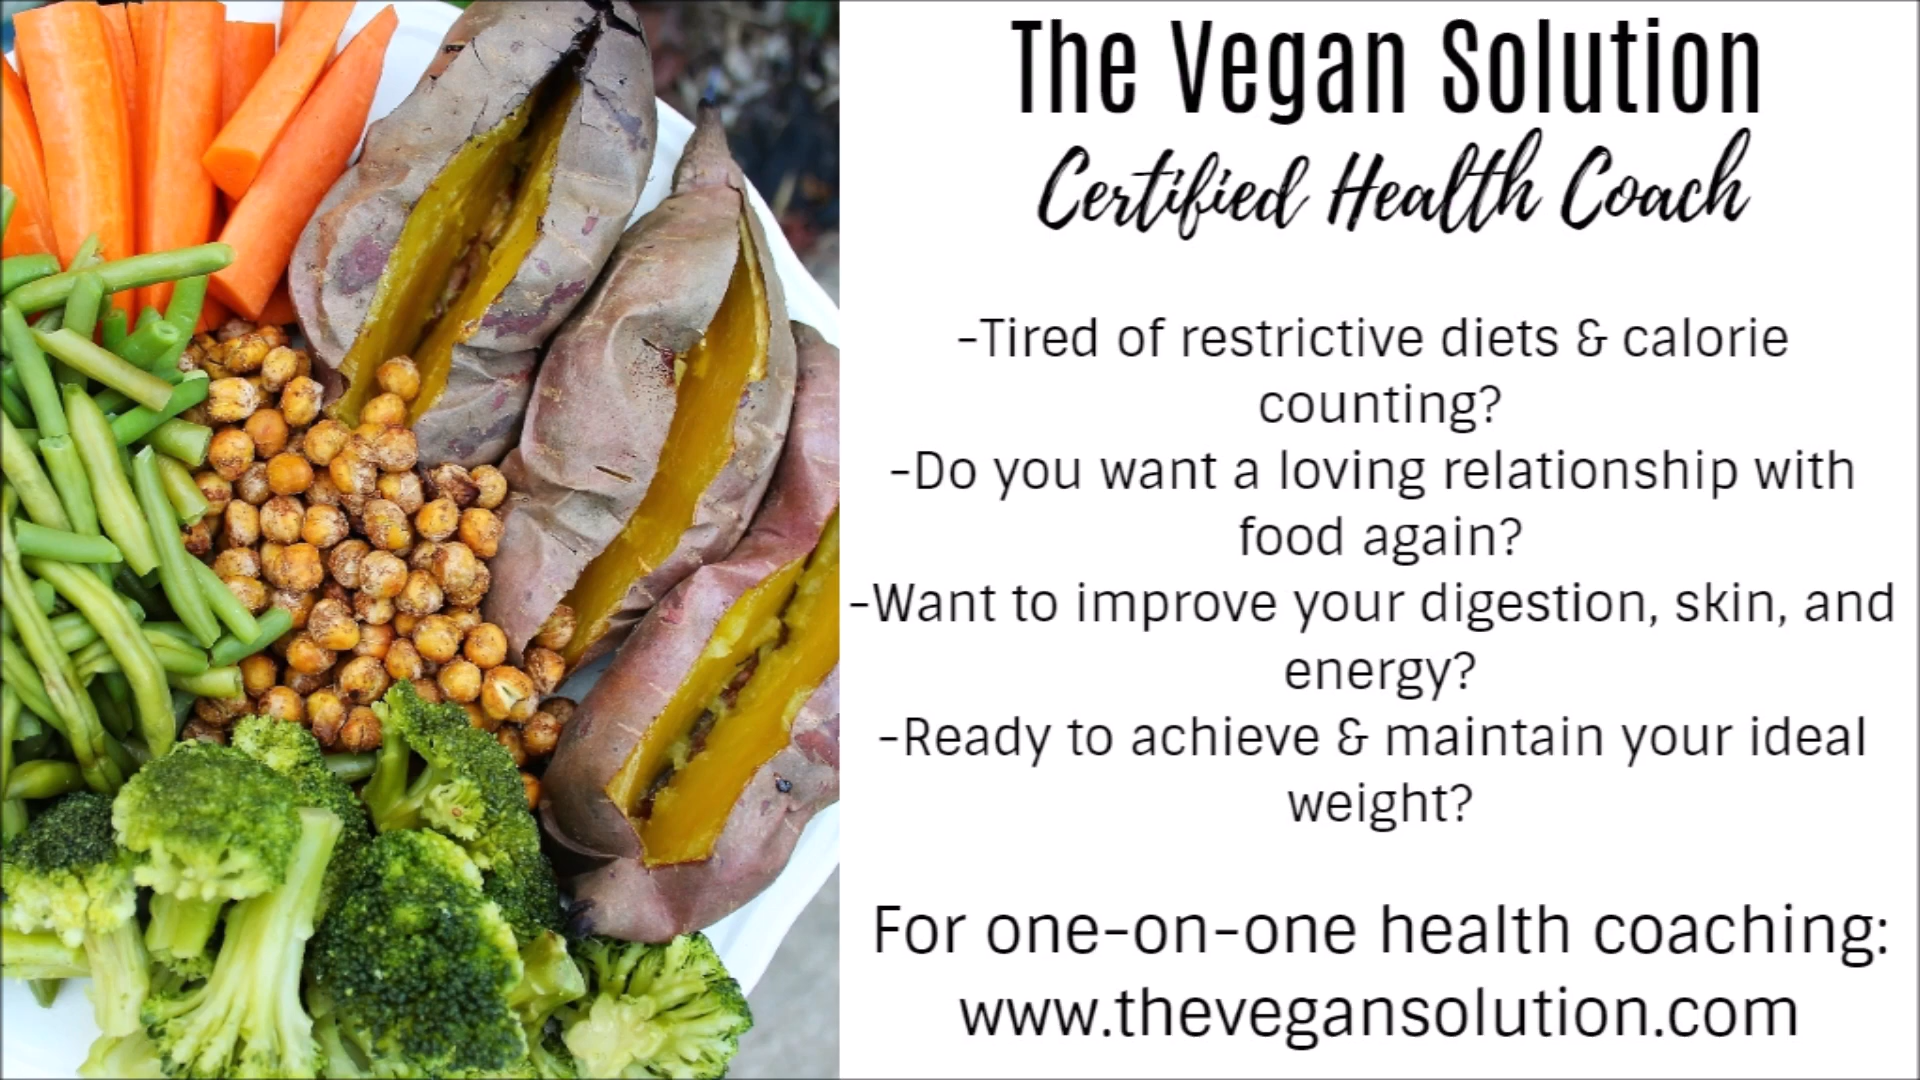 The Vegan Solution
Certified Health Coach
-Tired of restrictive diets & calorie
counting?
-Do you want a loving relationship with
food again?
-Want to improve your digestion, skin, and
energy?
-Ready to achieve & maintain your ideal
weight?
For one-on-one health coaching:
www.thevegansolution.com